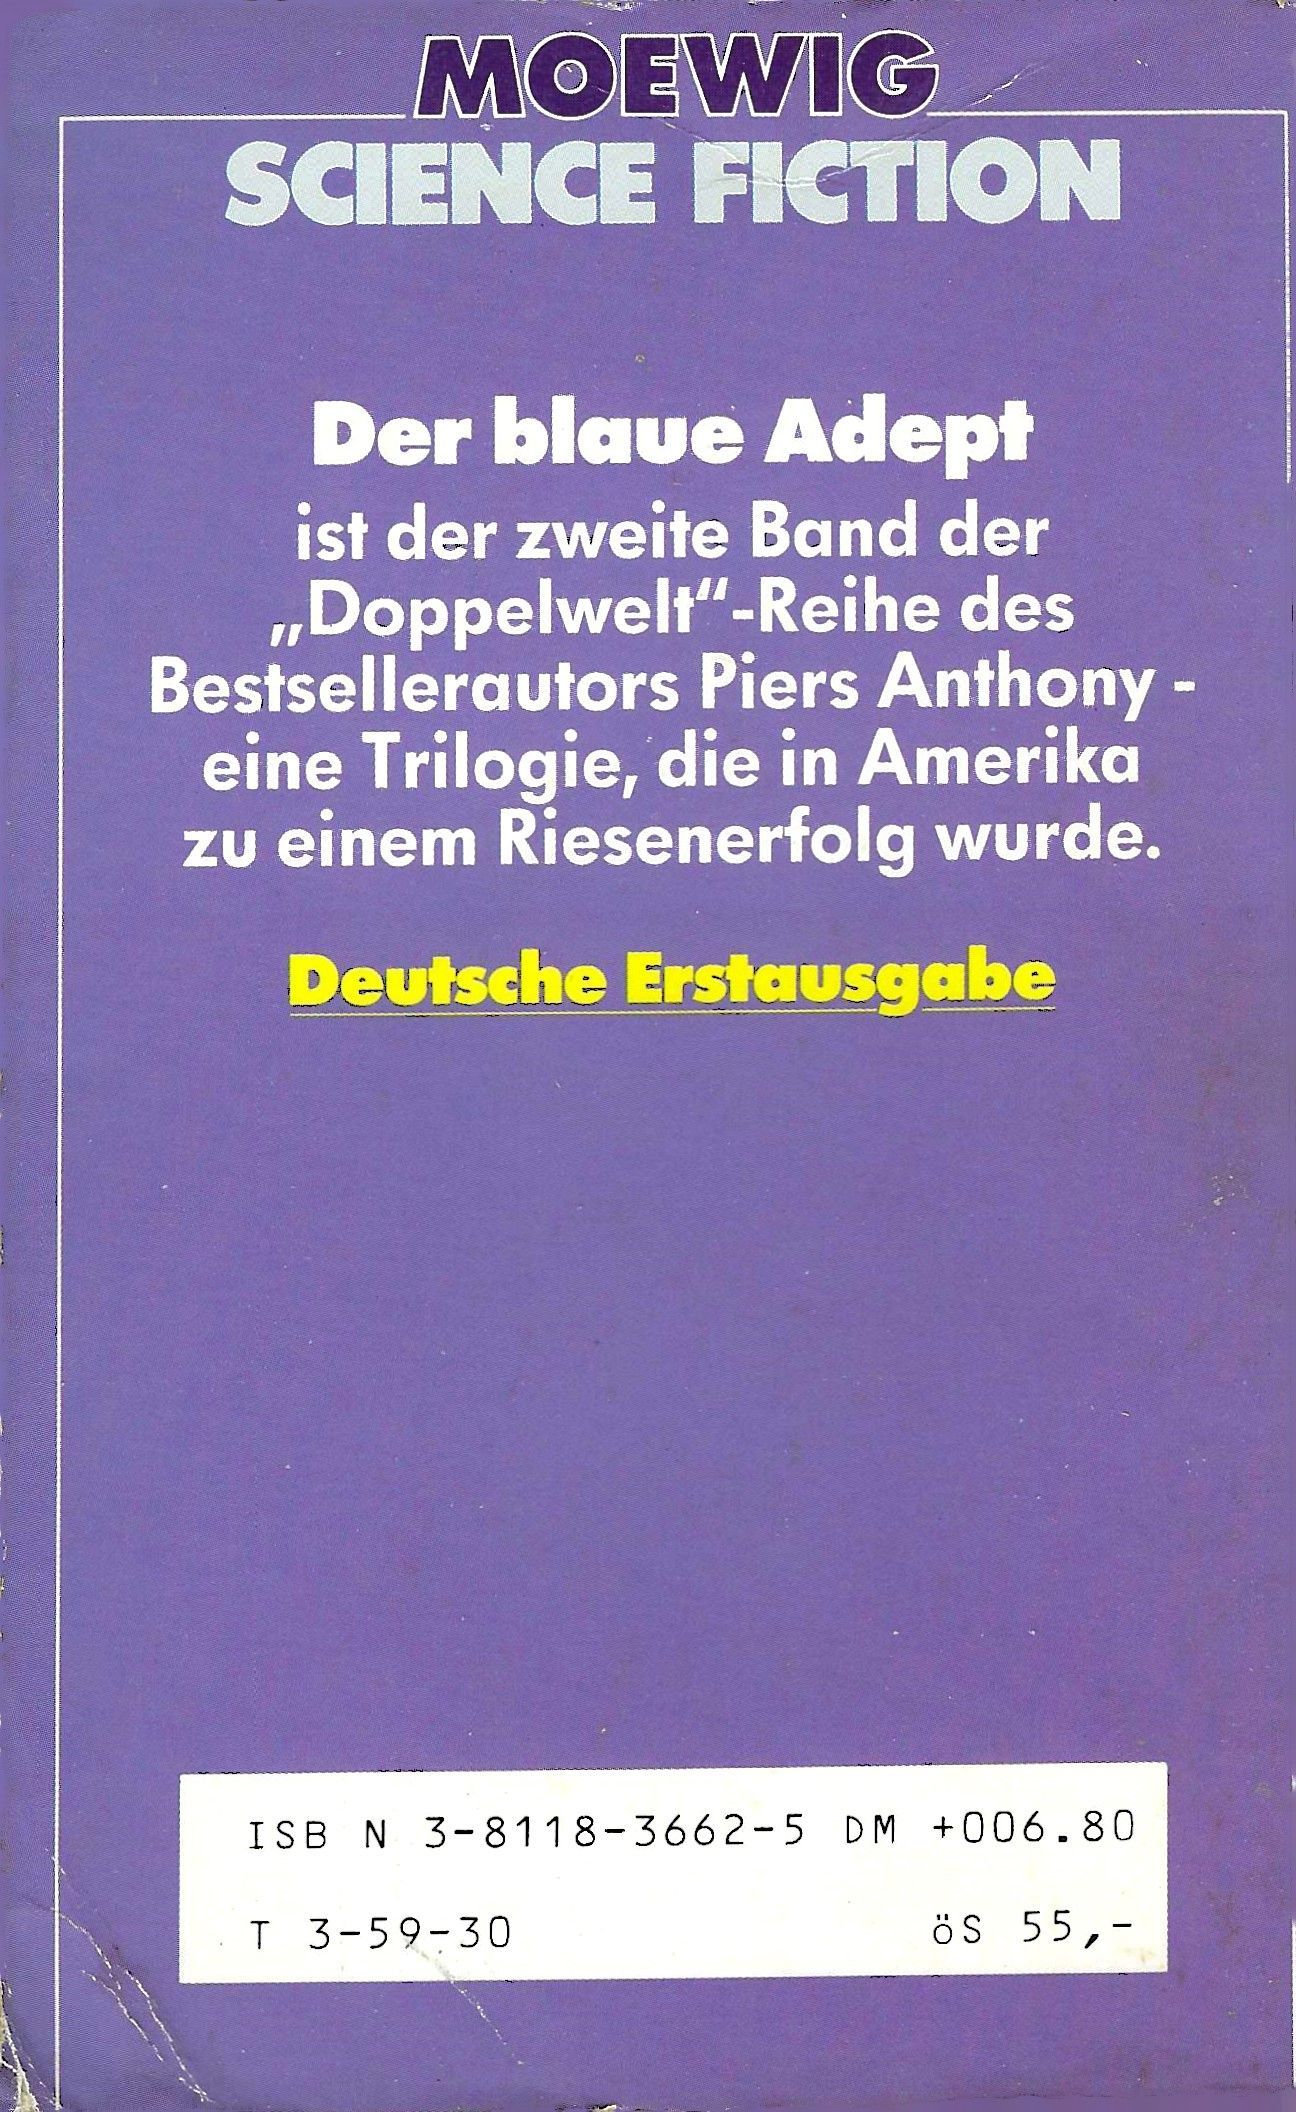 MOEWIG
SCIENCE FICTION
Der blaue Adept
ist der zweite Band der
„Doppelwelt“-Reihe des
Bestsellerautors Piers Anthony -
eine Trilogie, die in Amerika
zu einem Riesenerfolg wurde.
Deutsche Erstausgabe
ISB N 3-8118-3662-5 DM +006.80
T 3-59-30 öS 55,-